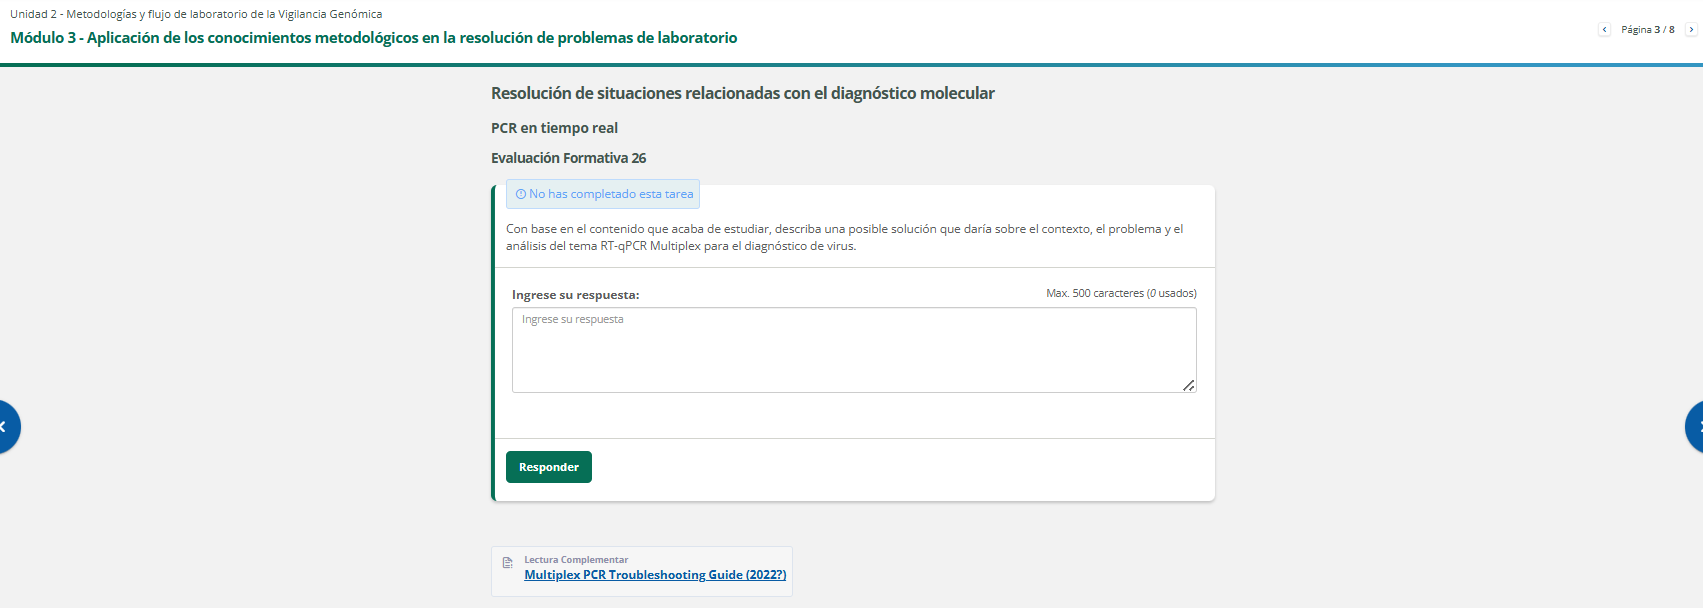 Unidad 2 - Metodologías y flujo de laboratorio de la Vigilancia Genómica
Módulo 3 - Aplicación de los conocimientos metodológicos en la resolución de problemas de laboratorio
Página 3 / 8
Resolución de situaciones relacionadas con el diagnóstico molecular
PCR en tiempo real
Evaluación Formativa 26
No has completado esta tarea
Con base en el contenido que acaba de estudiar, describa una posible solución que daría sobre el contexto, el problema y el
análisis del tema RT-qPCR Multiplex para el diagnóstico de virus.
Ingrese su respuesta:
Max. 500 caracteres (0 usados)
Ingrese su respuesta
Responder
Lectura Complementar
Multiplex PCR Troubleshooting Guide (2022?)